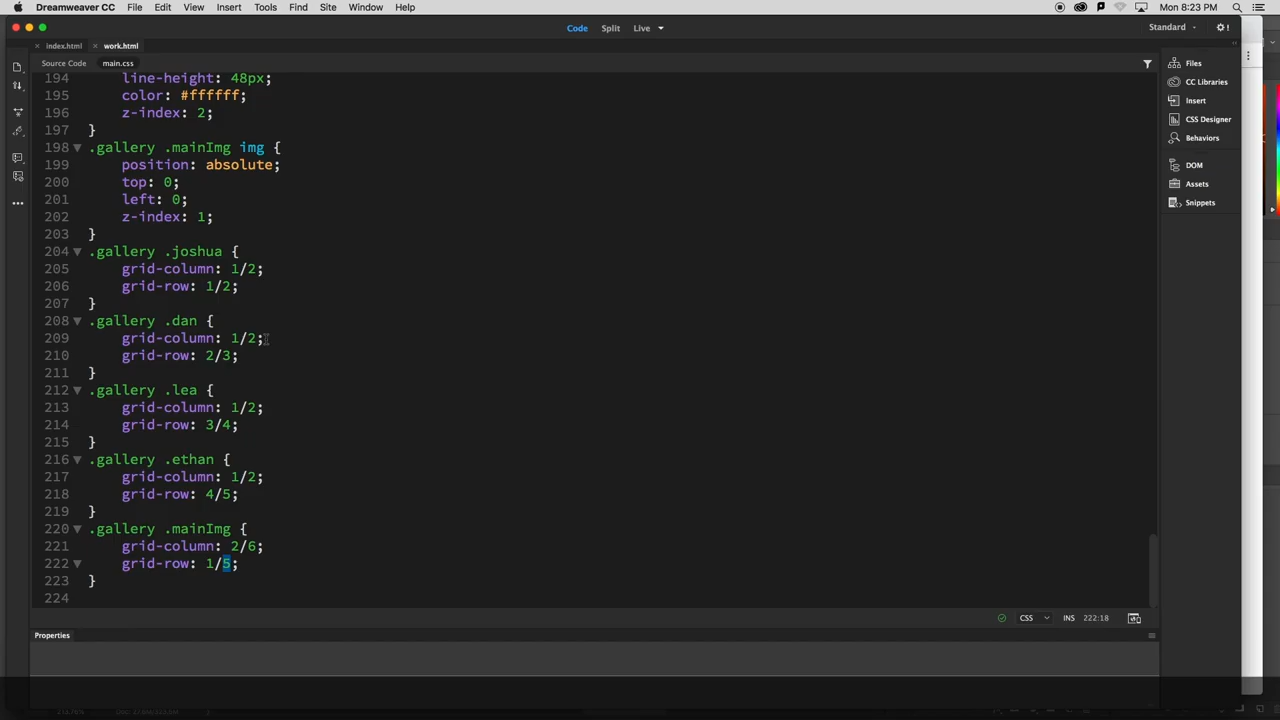 Dreamweaver CC File Edit View Insert Tools Find Site Window Help Mon 8:23 PM
Code Split Live Standard
index.html work.html
Source Code main.css
194 line-height: 48px;
195 color: #ffffff;
196 z-index: 2;
197 }
198 .gallery .mainImg img {
199 position: absolute;
200 top: 0;
201 left: 0;
202 z-index: 1;
203 }
204 .gallery .joshua {
205 grid-column: 1/2;
206 grid-row: 1/2;
207 }
208 .gallery .dan {
209 grid-column: 1/2;
210 grid-row: 2/3;
211 }
212 .gallery .lea {
213 grid-column: 1/2;
214 grid-row: 3/4;
215 }
216 .gallery .ethan {
217 grid-column: 1/2;
218 grid-row: 4/5;
219 }
220 .gallery .mainImg {
221 grid-column: 2/6;
222 grid-row: 1/5;
223 }
224
Files
CC Libraries
Insert
CSS Designer
Behaviors
DOM
Assets
Snippets
CSS INS 222:18
Properties